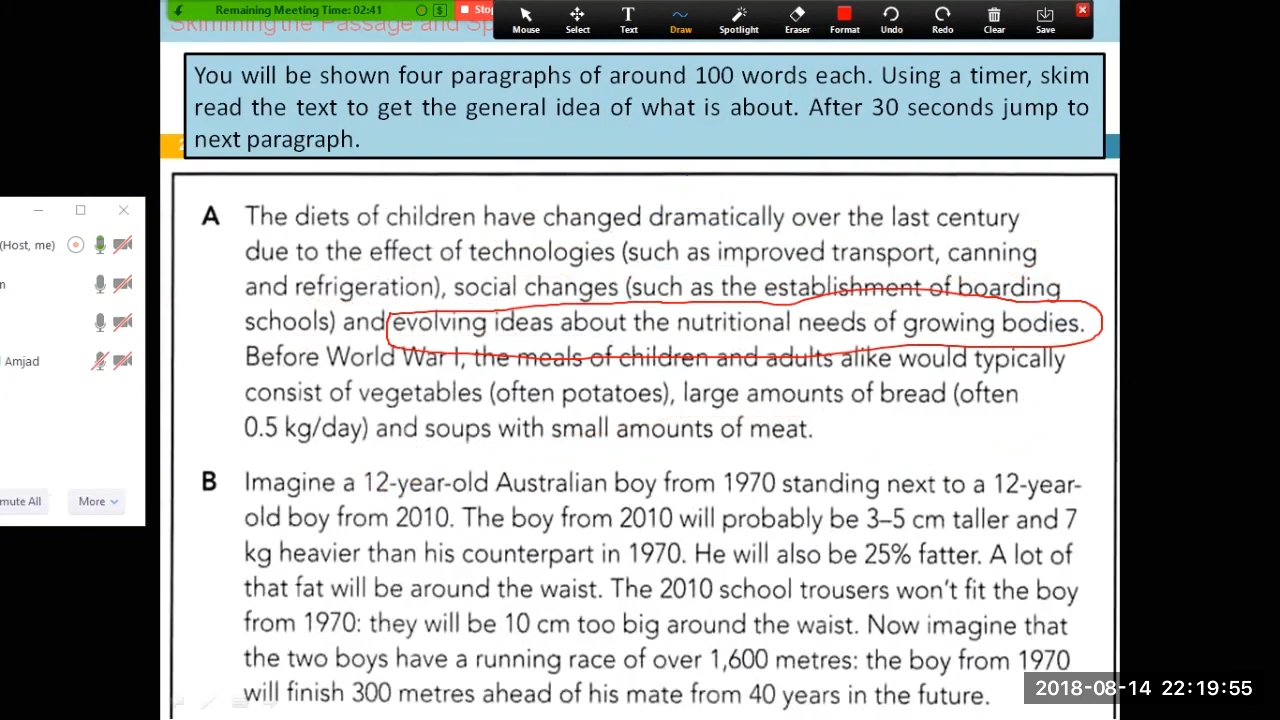 Remaining Meeting Time: 02:41
$
Stop
Mouse
Select
Text
Draw
Spotlight
Eraser
Format
Undo
Redo
Clear
Save
Skimming the Passage and Sp
You will be shown four paragraphs of around 100 words each. Using a timer, skim
read the text to get the general idea of what is about. After 30 seconds jump to
next paragraph.
2
(Host, me)
n
Amjad
mute All
More
A The diets of children have changed dramatically over the last century
due to the effect of technologies (such as improved transport, canning
and refrigeration), social changes (such as the establishment of boarding
schools) and evolving ideas about the nutritional needs of growing bodies.
Before World War I, the meals of children and adults alike would typically
consist of vegetables (often potatoes), large amounts of bread (often
0.5 kg/day) and soups with small amounts of meat.
B Imagine a 12-year-old Australian boy from 1970 standing next to a 12-year-
old boy from 2010. The boy from 2010 will probably be 3–5 cm taller and 7
kg heavier than his counterpart in 1970. He will also be 25% fatter. A lot of
that fat will be around the waist. The 2010 school trousers won't fit the boy
from 1970: they will be 10 cm too big around the waist. Now imagine that
the two boys have a running race of over 1,600 metres: the boy from 1970
will finish 300 metres ahead of his mate from 40 years in the future.
2018-08-14 22:19:55